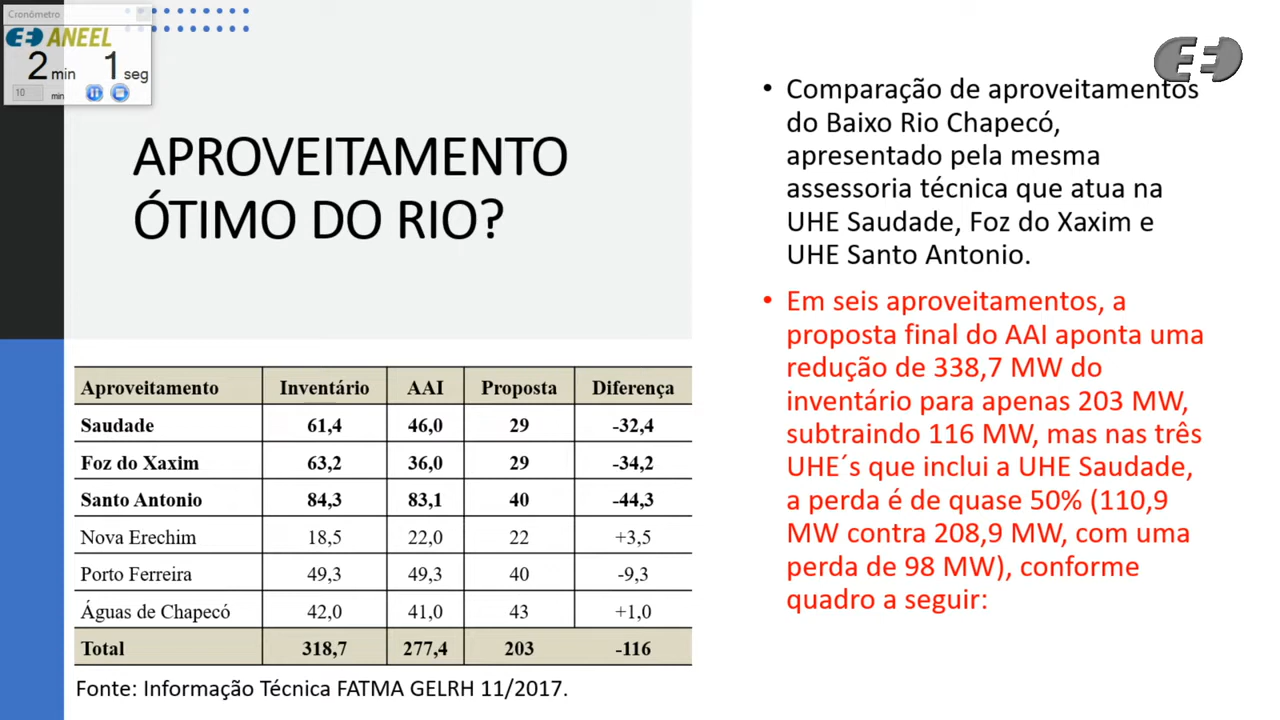 Cronômetro
ANEEL
2 min 1 seg
10 min
APROVEITAMENTO
ÓTIMO DO RIO?
Aproveitamento Inventário AAI Proposta Diferença
Saudade 61,4 46,0 29 -32,4
Foz do Xaxim 63,2 36,0 29 -34,2
Santo Antonio 84,3 83,1 40 -44,3
Nova Erechim 18,5 22,0 22 +3,5
Porto Ferreira 49,3 49,3 40 -9,3
Águas de Chapecó 42,0 41,0 43 +1,0
Total 318,7 277,4 203 -116
Fonte: Informação Técnica FATMA GELRH 11/2017.
• Comparação de aproveitamentos
do Baixo Rio Chapecó,
apresentado pela mesma
assessoria técnica que atua na
UHE Saudade, Foz do Xaxim e
UHE Santo Antonio.
• Em seis aproveitamentos, a
proposta final do AAI aponta uma
redução de 338,7 MW do
inventário para apenas 203 MW,
subtraindo 116 MW, mas nas três
UHE´s que inclui a UHE Saudade,
a perda é de quase 50% (110,9
MW contra 208,9 MW, com uma
perda de 98 MW), conforme
quadro a seguir: